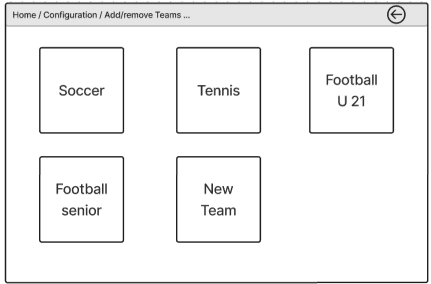 Home / Configuration / Add/remove Teams ...
Soccer
Tennis
Football
U 21
Football
senior
New
Team